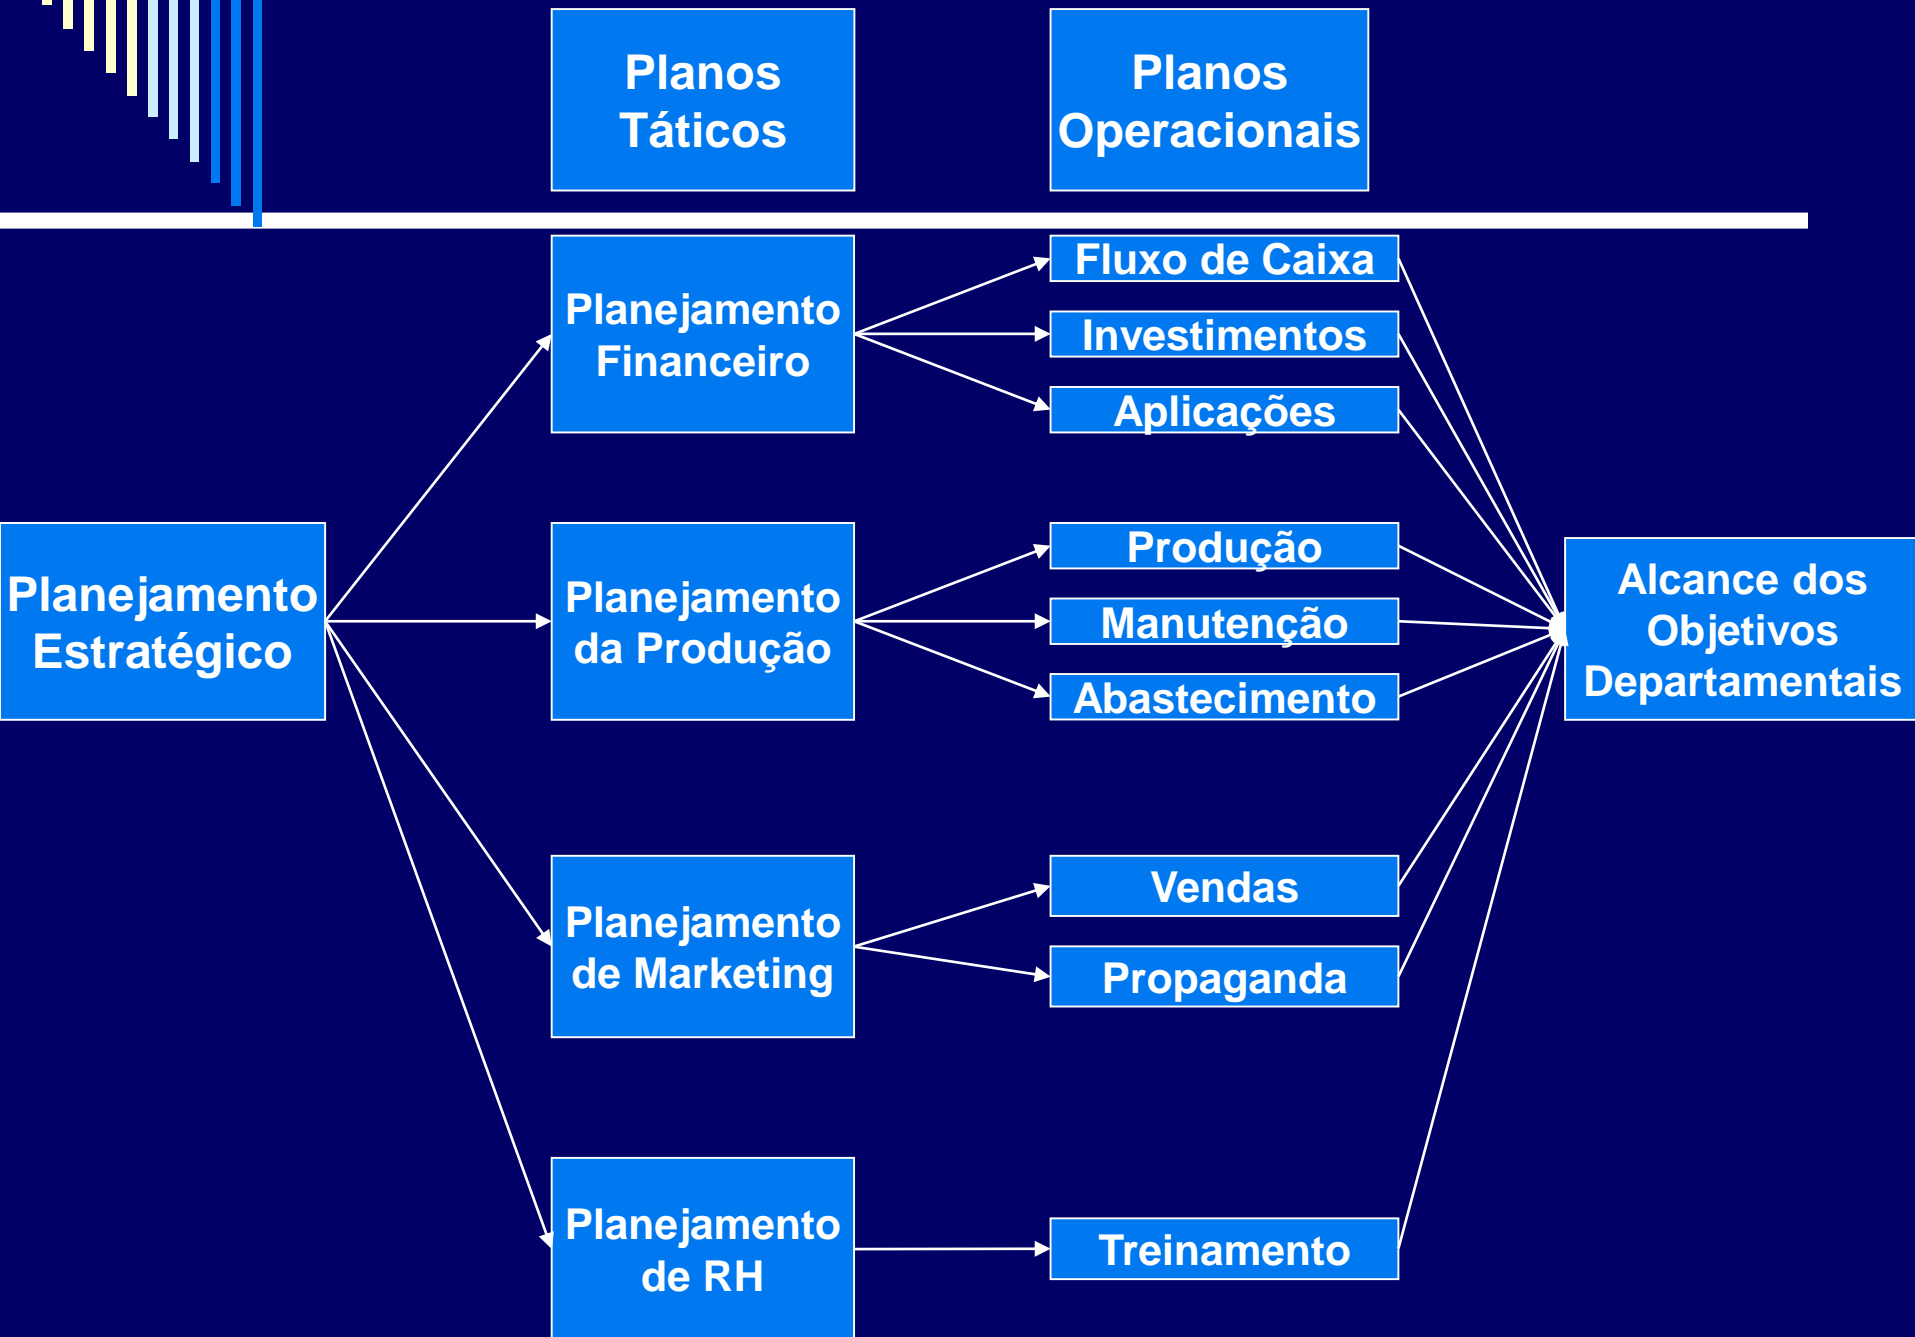 Planos
Táticos
Planos
Operacionais
Planejamento
Estratégico
Planejamento
Financeiro
Planejamento
da Produção
Planejamento
de Marketing
Planejamento
de RH
Fluxo de Caixa
Investimentos
Aplicações
Produção
Manutenção
Abastecimento
Vendas
Propaganda
Treinamento
Alcance dos
Objetivos
Departamentais